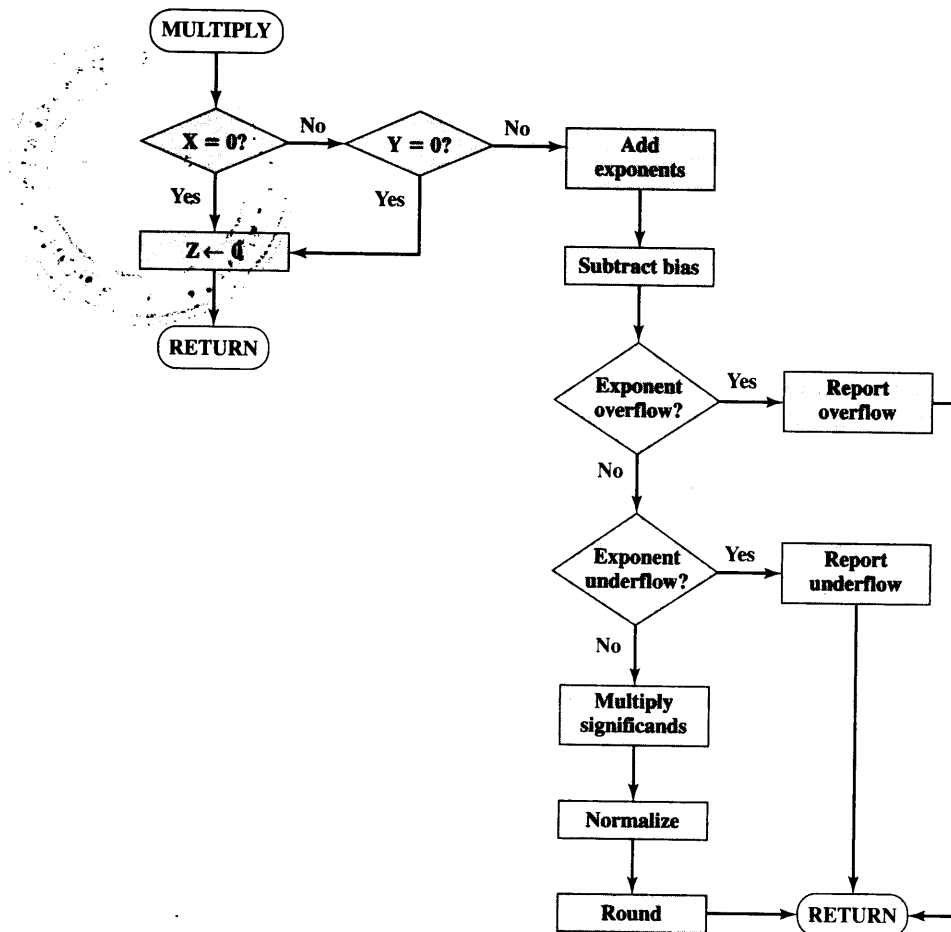 MULTIPLY
X = 0?
No
Y = 0?
No
Add
exponents
Yes
Yes
Z ← 0
Subtract bias
RETURN
Exponent
overflow?
Yes
Report
overflow
No
Exponent
underflow?
Yes
Report
underflow
No
Multiply
significands
Normalize
Round
RETURN